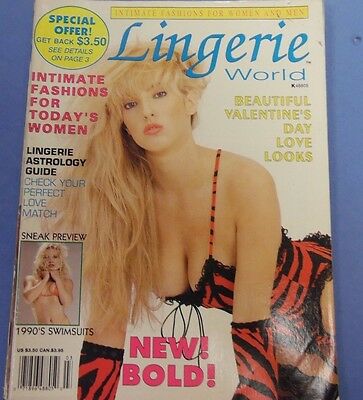 SPECIAL
OFFER!
GET BACK $3.50
SEE DETAILS
ON PAGE 3
INTIMATE FASHIONS FOR WOMEN AND MEN
Lingerie
World
K48805
INTIMATE
FASHIONS
FOR
TODAY'S
WOMEN
BEAUTIFUL
VALENTINE'S
DAY
LOVE
LOOKS
LINGERIE
ASTROLOGY
GUIDE
CHECK YOUR
PERFECT
LOVE
MATCH
SNEAK PREVIEW
1990'S SWIMSUITS
US $3.50 CAN. $3.95
NEW!
BOLD!